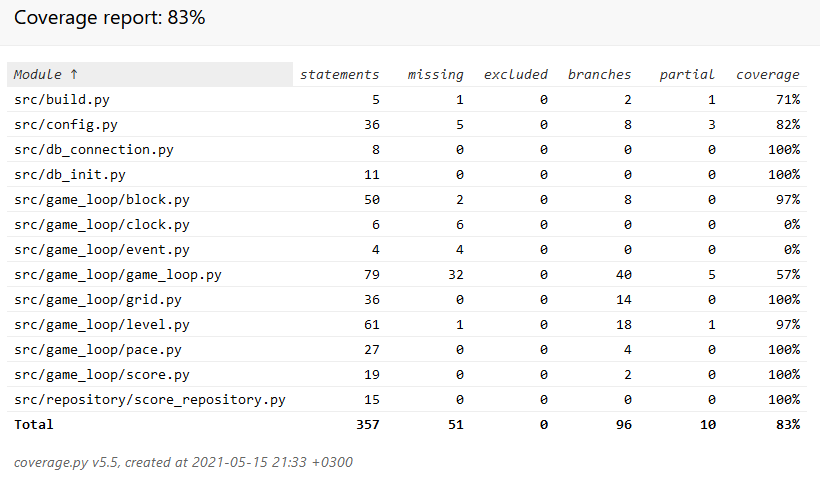 Coverage report: 83%
Module ↑ statements missing excluded branches partial coverage
src/build.py 5 1 0 2 1 71%
src/config.py 36 5 0 8 3 82%
src/db_connection.py 8 0 0 0 0 100%
src/db_init.py 11 0 0 0 0 100%
src/game_loop/block.py 50 2 0 8 0 97%
src/game_loop/clock.py 6 6 0 0 0 0%
src/game_loop/event.py 4 4 0 0 0 0%
src/game_loop/game_loop.py 79 32 0 40 5 57%
src/game_loop/grid.py 36 0 0 14 0 100%
src/game_loop/level.py 61 1 0 18 1 97%
src/game_loop/pace.py 27 0 0 4 0 100%
src/game_loop/score.py 19 0 0 2 0 100%
src/repository/score_repository.py 15 0 0 0 0 100%
Total 357 51 0 96 10 83%
coverage.py v5.5, created at 2021-05-15 21:33 +0300